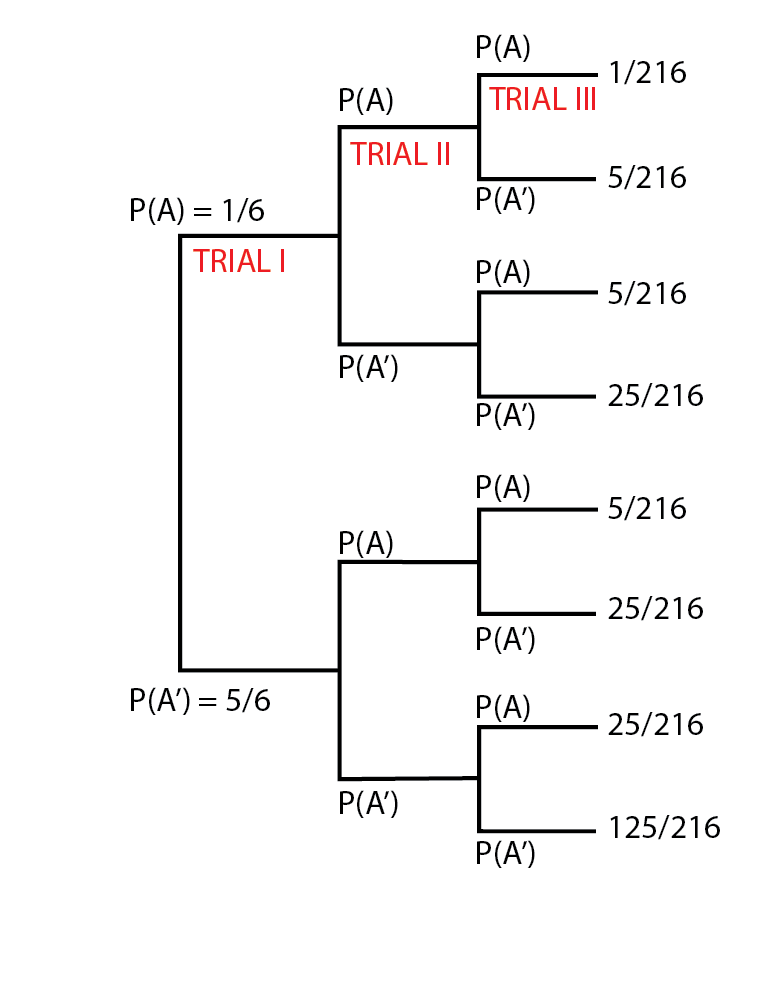 P(A)
1/216
TRIAL III
P(A)
TRIAL II
5/216
P(A’)
P(A) = 1/6
TRIAL I
P(A)
5/216
P(A’)
25/216
P(A’)
P(A)
5/216
P(A)
25/216
P(A’)
P(A’) = 5/6
P(A)
25/216
P(A’)
125/216
P(A’)